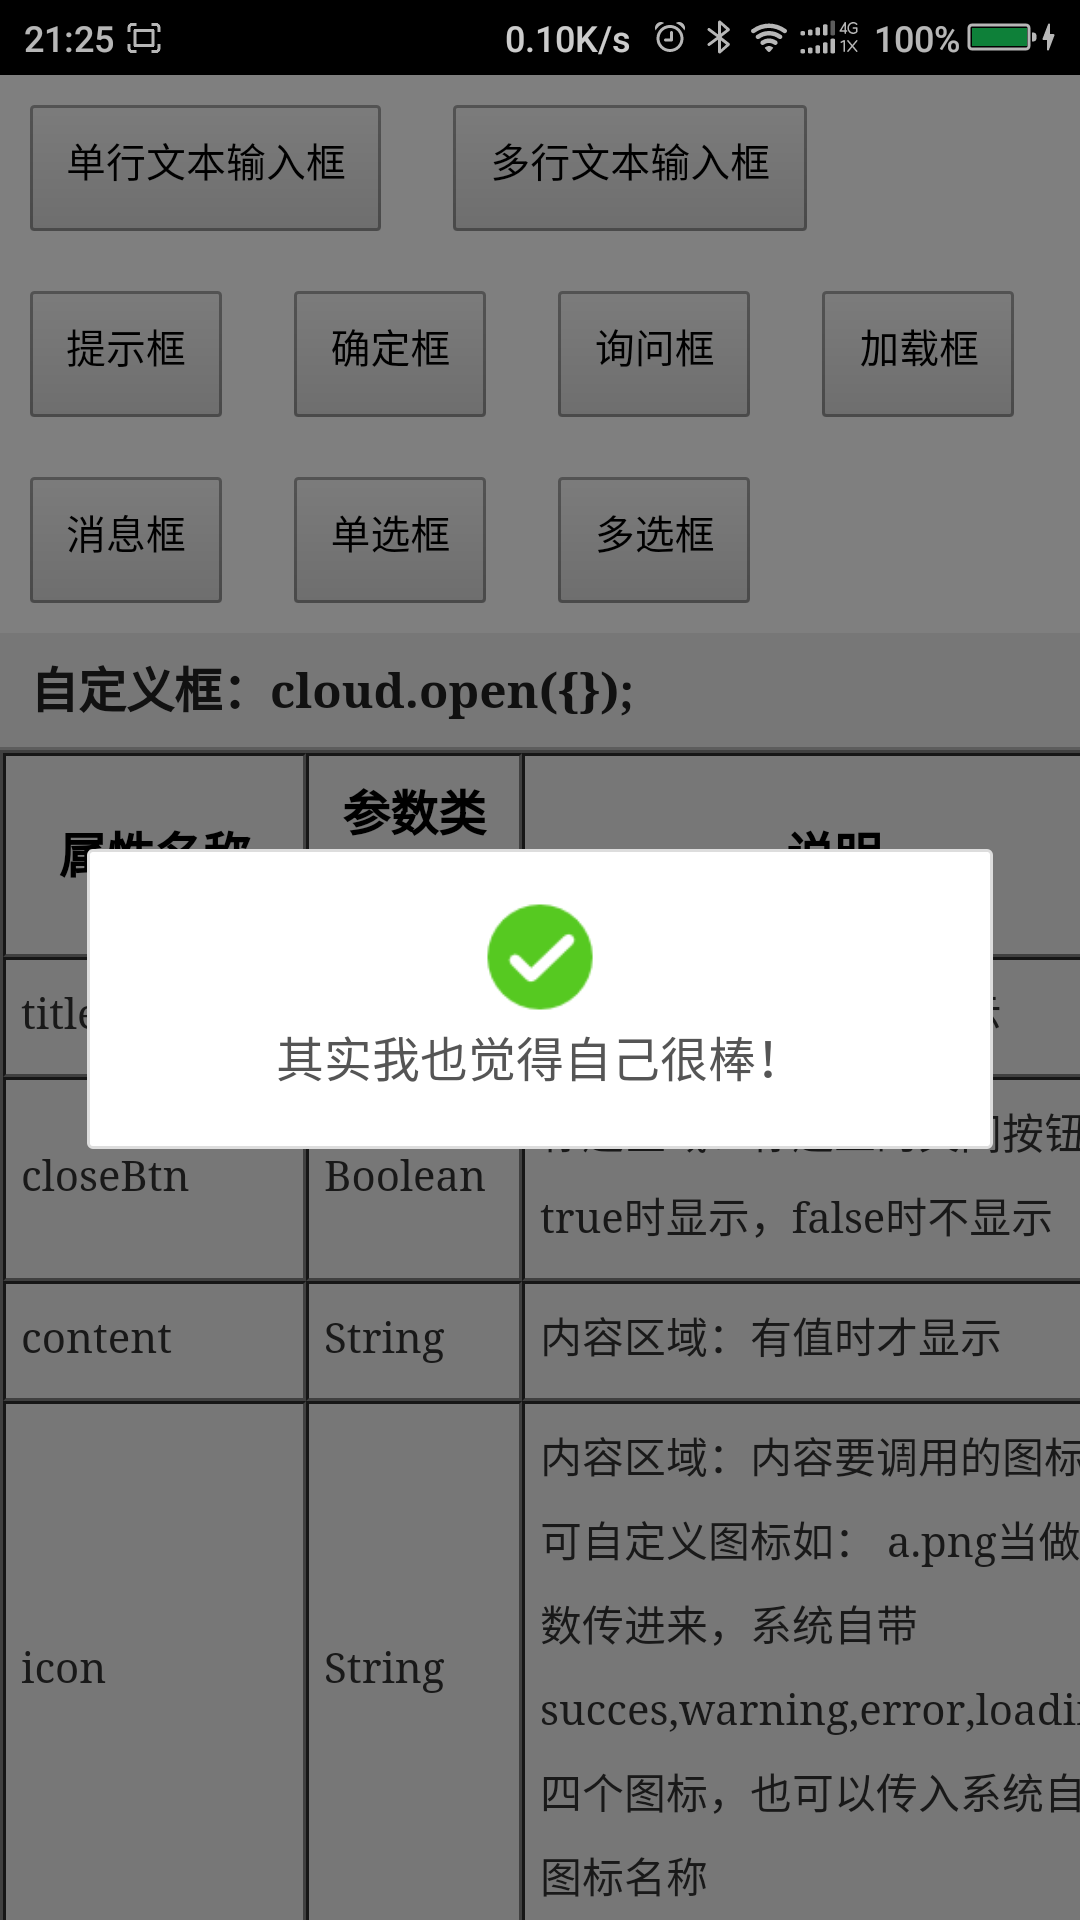 21:25 0.10K/s 4G 1X 100%
单行文本输入框 多行文本输入框
提示框 确定框 询问框 加载框
消息框 单选框 多选框
自定义框：cloud.open({});
参数类
属性名称 说明
其实我也觉得自己很棒！
title
按钮
closeBtn Boolean
true时显示，false时不显示
content String 内容区域：有值时才显示
内容区域：内容要调用的图标
可自定义图标如： a.png当做
数传进来，系统自带
icon String
succes,warning,error,loadin
四个图标，也可以传入系统自
图标名称